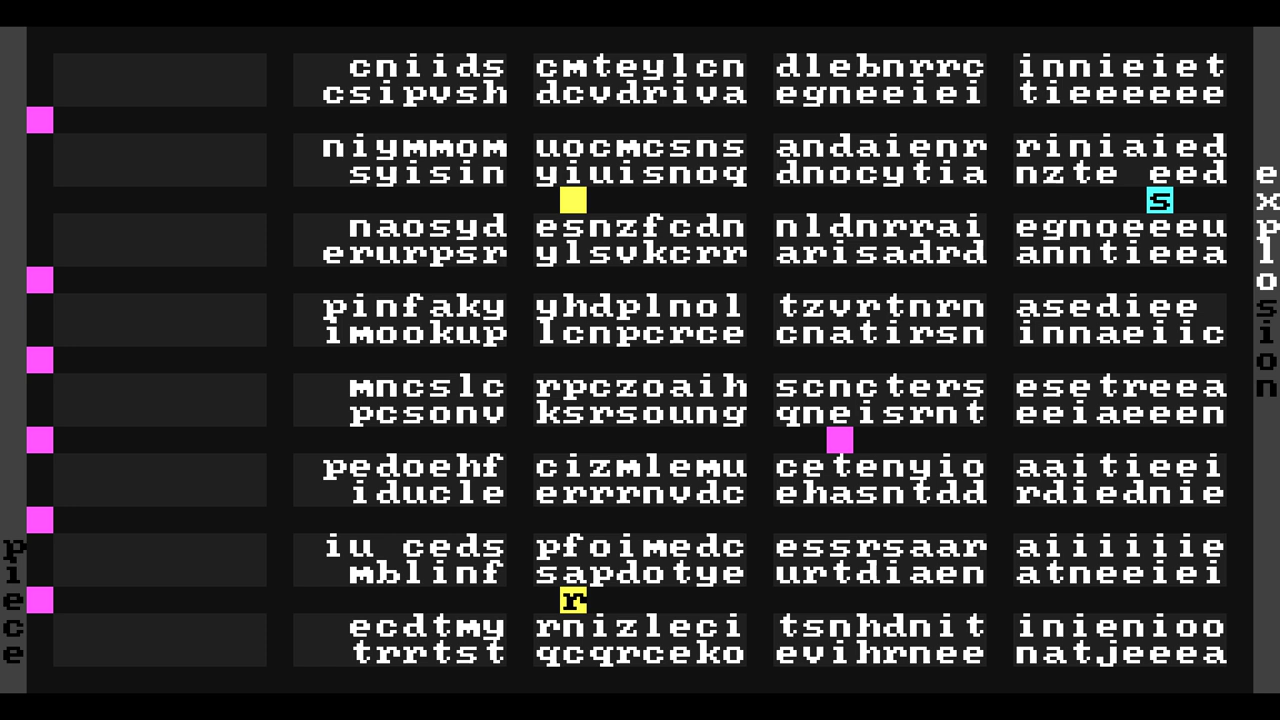 cniids cmteylcn dlebnrrc innieiet
csipvsh dcvdriva egneeiei tieeeeee
niymmom uocmcsns andaienr riniaied
syisin yiuisnoq dnocytia nzte eed
s
naosyd esnzfcdn nldnrrai egnoeeeu
erurpsr ylsvkcrr arisadrd anntieea
pinfaky yhdplnol tzvrtnrn asediee
imookup lcnpcrce cnatirsn innaeiic
mncslc rpczoaih scncters esetreea
pcsonv ksrsoung qneisrnt eeiaeeen
pedoehf cizmlemu cetenyio aaitieei
iducle errrnvdc ehasntdd rdiednie
iu ceds pfoimedc essrsaar aiiiiiie
mblinf sapdotye urtdiaen atneeiei
r
ecdtmy rnizleci tsnhdnit inienioo
trrtst qcqrceko evihrnee natjeeea
piece
explosion